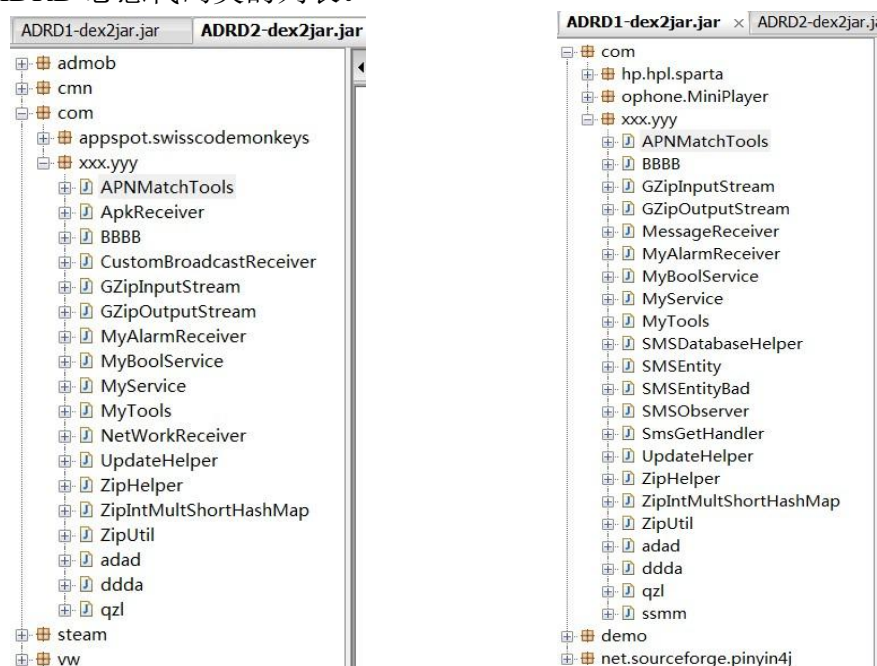 ADRD1-dex2jar.jar ADRD2-dex2jar.jar
admob
cmn
com
appspot.swisscodemonkeys
xxx.yyy
APNMatchTools
ApkReceiver
BBBB
CustomBroadcastReceiver
GZipInputStream
GZipOutputStream
MyAlarmReceiver
MyBoolService
MyService
MyTools
NetWorkReceiver
UpdateHelper
ZipHelper
ZipIntMultShortHashMap
ZipUtil
adad
ddda
qzl
steam
vw
ADRD1-dex2jar.jar × ADRD2-dex2jar.j
com
hp.hpl.sparta
ophone.MiniPlayer
xxx.yyy
APNMatchTools
BBBB
GZipInputStream
GZipOutputStream
MessageReceiver
MyAlarmReceiver
MyBoolService
MyService
MyTools
SMSDatabaseHelper
SMSEntity
SMSEntityBad
SMSObserver
SmsGetHandler
UpdateHelper
ZipHelper
ZipIntMultShortHashMap
ZipUtil
adad
ddda
qzl
ssmm
demo
net.sourceforge.pinyin4j